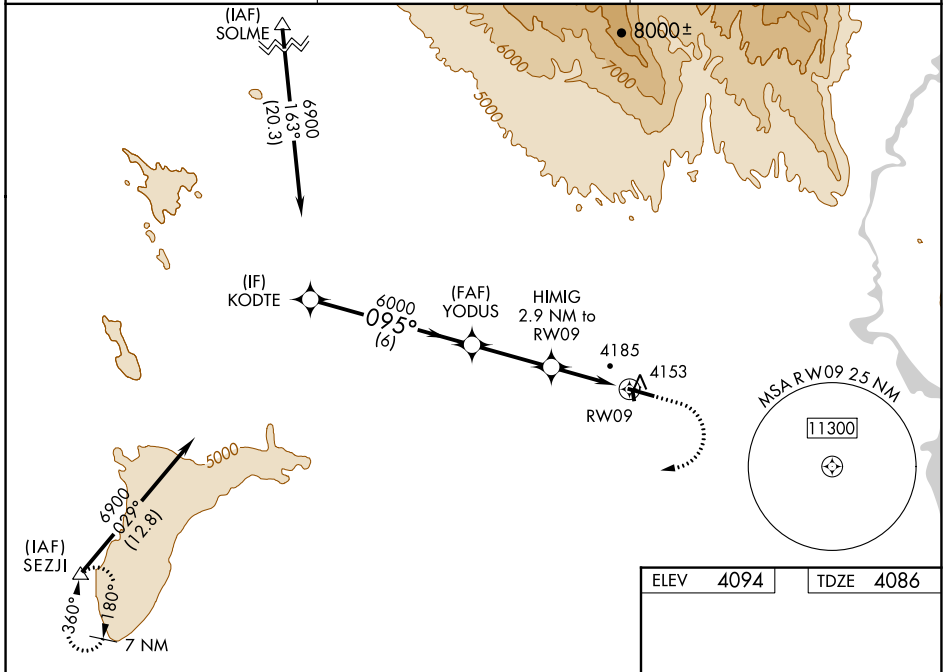 (IAF)
SOLME
6900
163°
(20.3)
8000±
6000
7000
5000
(IF)
KODTE
6000
095°
(6)
(FAF)
YODUS
HIMIG
2.9 NM to
RW09
4185
4153
RW09
MSA RW09 25 NM
11300
5000
6900
029°
(12.8)
(IAF)
SEZJI
360°
180°
7 NM
ELEV 4094
TDZE 4086